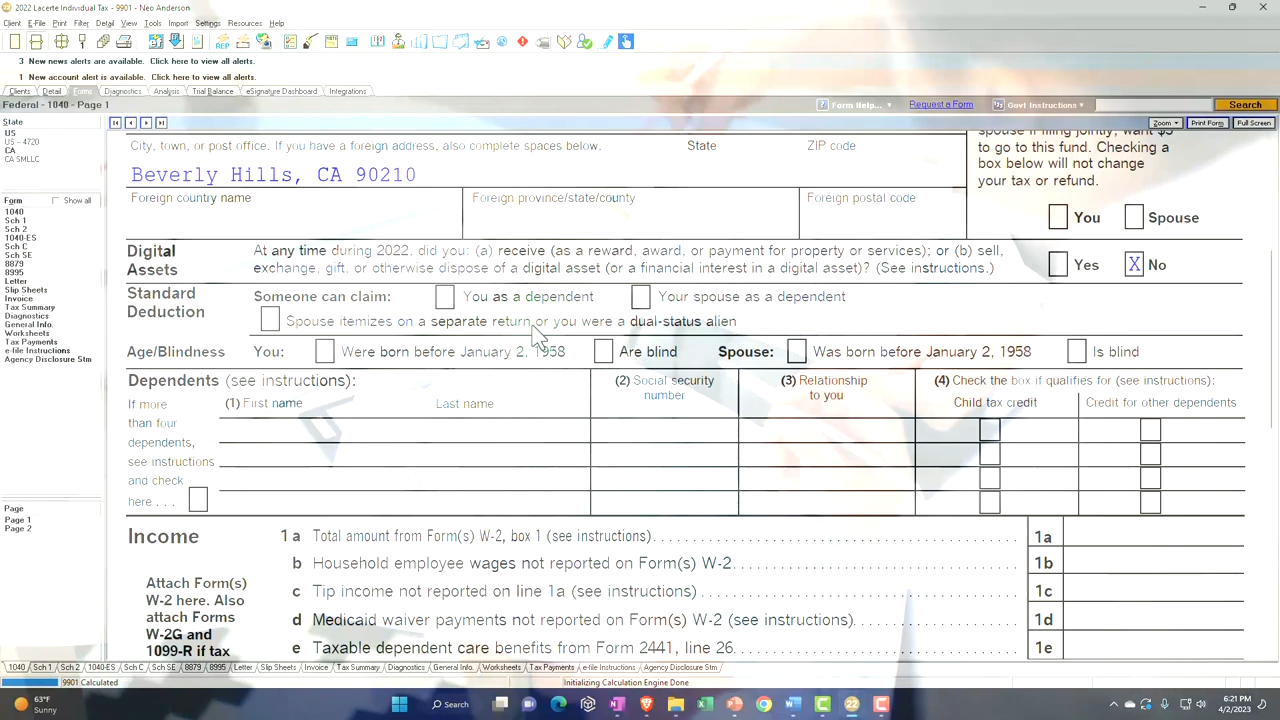 2022 Lacerte Individual Tax - 9901 - Neo Anderson
Client E-File Print Filter Detail View Tools Import Settings Resources Help
3 New news alerts are available. Click here to view all alerts.
1 New account alert is available. Click here to view all alerts.
Clients Detail Forms Diagnostics Analysis Trial Balance eSignature Dashboard Integrations
Federal - 1040 - Page 1
Form Help... Request a Form Govt Instructions Search
State
US
US - 4720
CA
CA SMLLC
Zoom Print Form Full Screen
Form Show all
1040
Sch 1
Sch 2
1040-ES
Sch C
Sch SE
8879
8995
Letter
Slip Sheets
Invoice
Tax Summary
Diagnostics
General Info.
Worksheets
Tax Payments
e-file Instructions
Agency Disclosure Stm
Page
Page 1
Page 2
City, town, or post office. If you have a foreign address, also complete spaces below. State ZIP code
Beverly Hills, CA 90210
Foreign country name Foreign province/state/county Foreign postal code
to go to this fund. Checking a
box below will not change
your tax or refund.
You Spouse
Digital Assets
At any time during 2022, did you: (a) receive (as a reward, award, or payment for property or services); or (b) sell,
exchange, gift, or otherwise dispose of a digital asset (or a financial interest in a digital asset)? (See instructions.) Yes X No
Standard Deduction
Someone can claim: You as a dependent Your spouse as a dependent
Spouse itemizes on a separate return or you were a dual-status alien
Age/Blindness You: Were born before January 2, 1958 Are blind Spouse: Was born before January 2, 1958 Is blind
Dependents (see instructions):
(2) Social security number
(3) Relationship to you
(4) Check the box if qualifies for (see instructions):
If more than four dependents, see instructions and check here . . .
(1) First name Last name
Child tax credit Credit for other dependents
Income
1 a Total amount from Form(s) W-2, box 1 (see instructions) 1a
b Household employee wages not reported on Form(s) W-2 1b
c Tip income not reported on line 1a (see instructions) 1c
d Medicaid waiver payments not reported on Form(s) W-2 (see instructions) 1d
e Taxable dependent care benefits from Form 2441, line 26 1e
Attach Form(s)
W-2 here. Also
attach Forms
W-2G and
1099-R if tax
1040 Sch 1 Sch 2 1040-ES Sch C Sch SE 8879 8995 Letter Slip Sheets Invoice Tax Summary Diagnostics General Info. Worksheets Tax Payments e-file Instructions Agency Disclosure Stm
9901 Calculated Initializing Calculation Engine Done
63°F
Sunny
Search
6:21 PM
4/2/2023